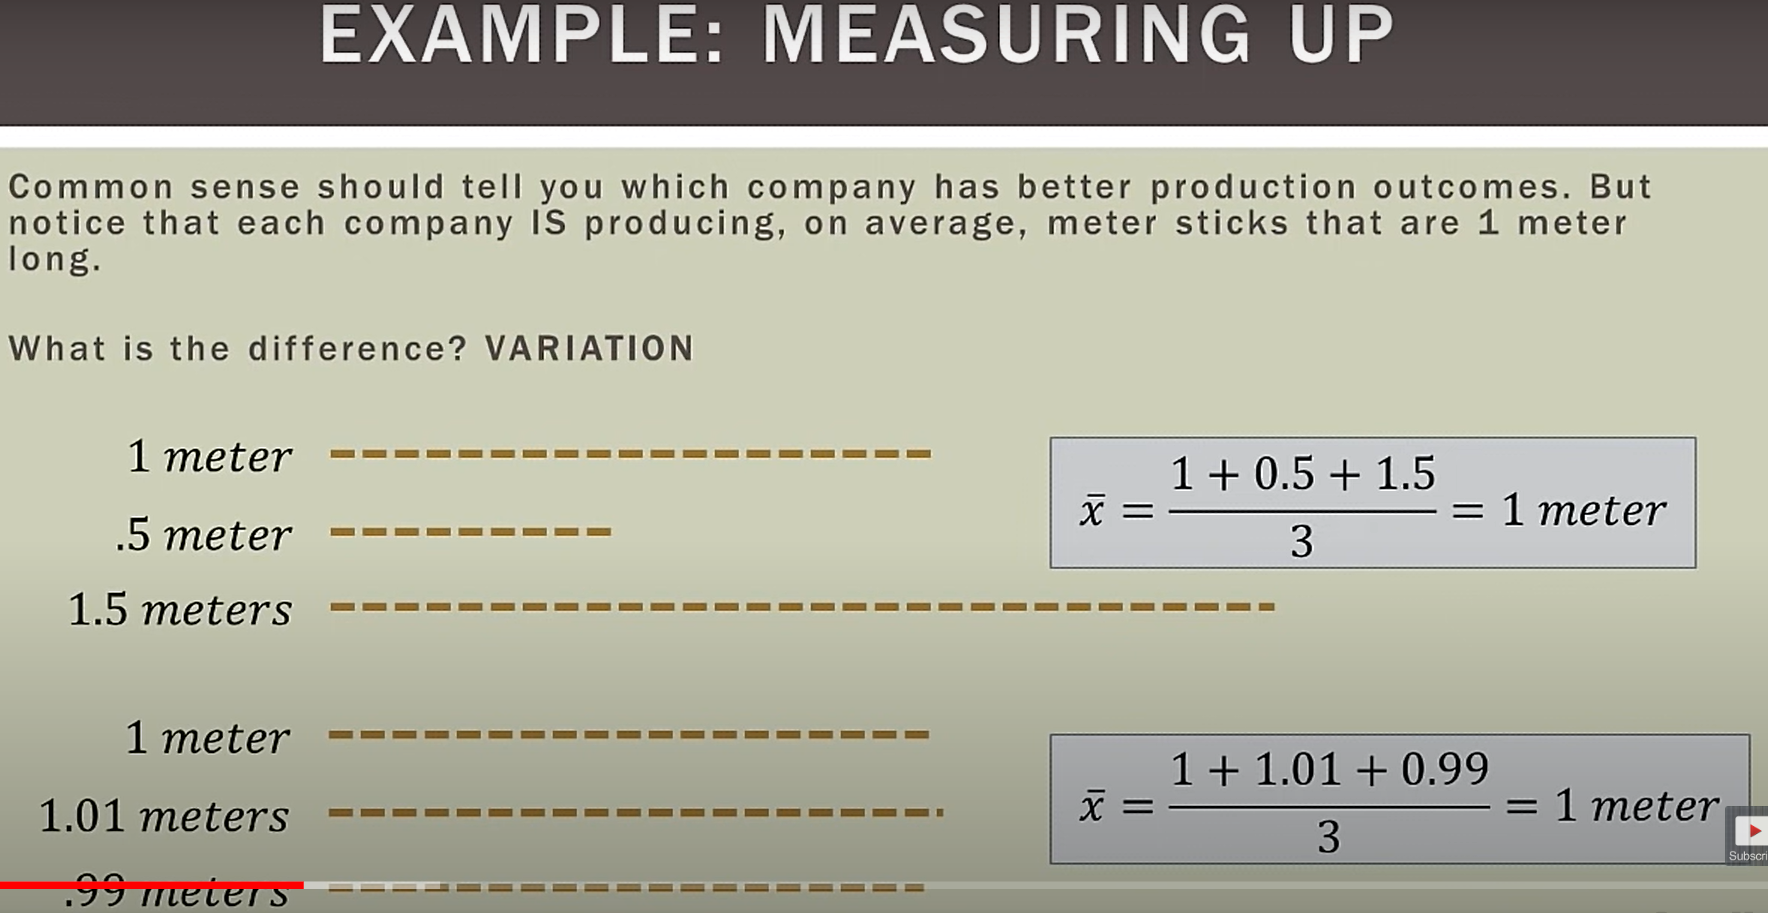 EXAMPLE: MEASURING UP
Common sense should tell you which company has better production outcomes. But
notice that each company IS producing, on average, meter sticks that are 1 meter
long.
What is the difference? VARIATION
1 meter
.5 meter
1.5 meters
x̄ = (1 + 0.5 + 1.5) / 3 = 1 meter
1 meter
1.01 meters
.99 meters
x̄ = (1 + 1.01 + 0.99) / 3 = 1 meter
Subscri